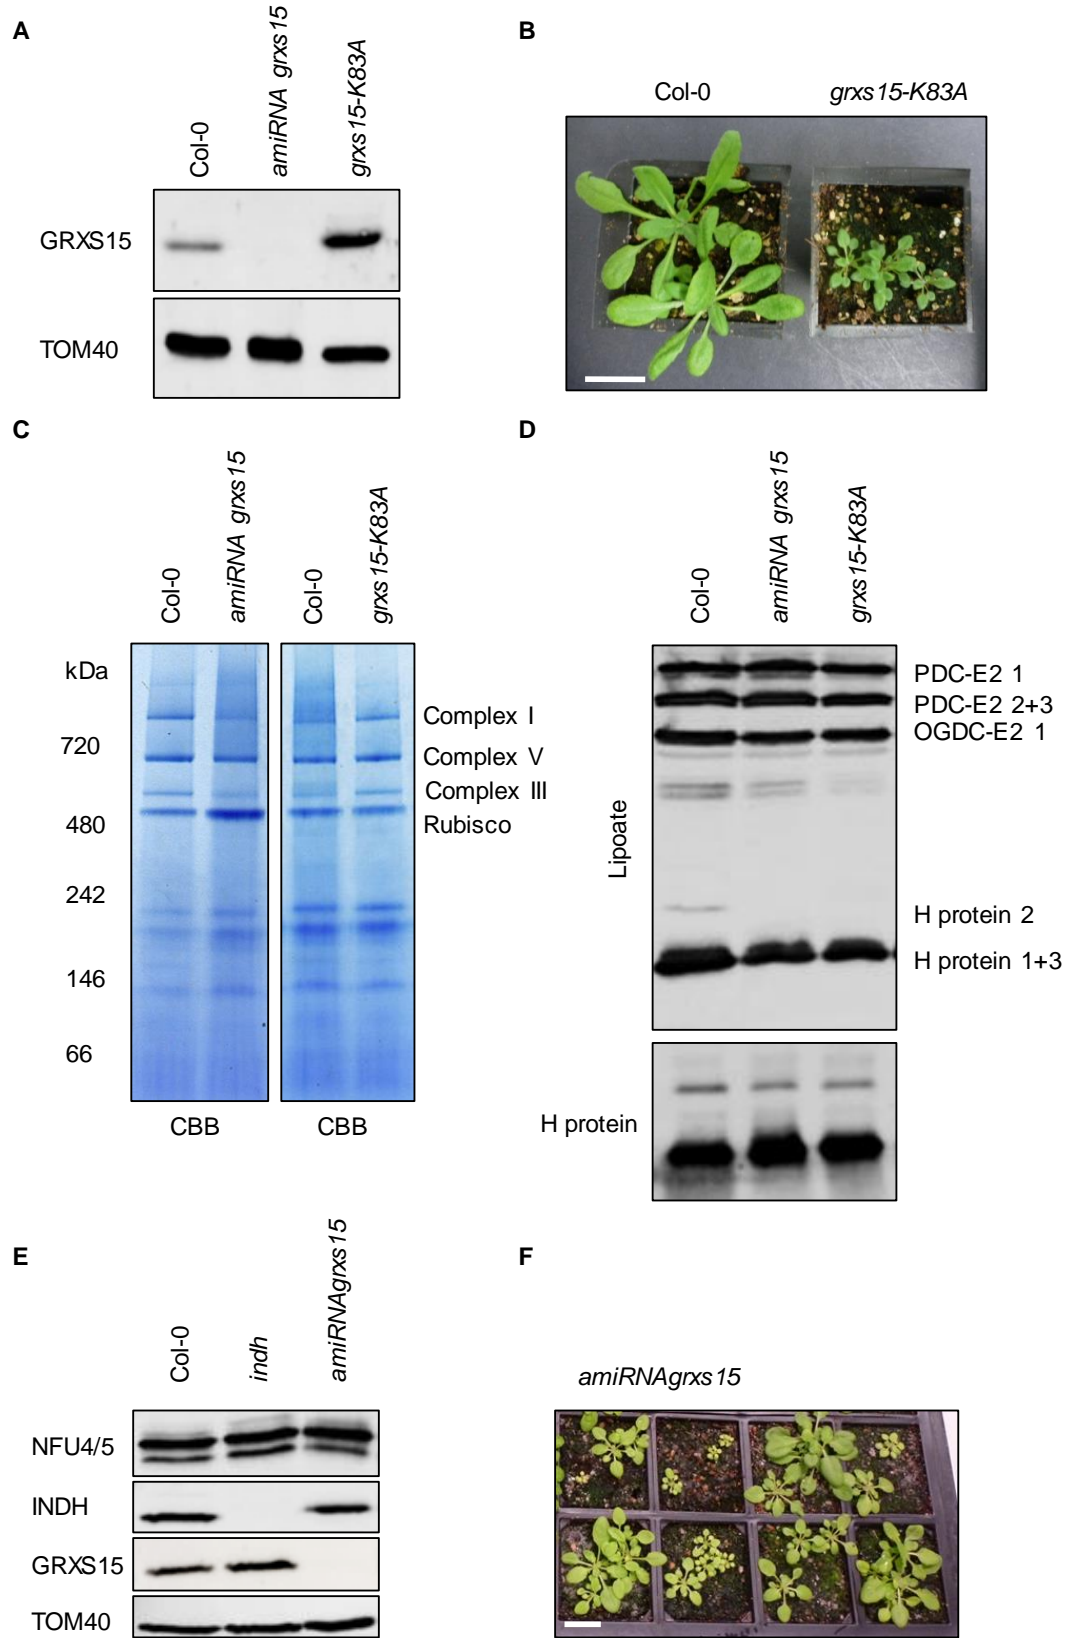 A
Col-0
amiRNA grxs15
grxs15-K83A
GRXS15
TOM40
B
Col-0
grxs15-K83A
C
Col-0
amiRNA grxs15
Col-0
grxs15-K83A
kDa
720
480
242
146
66
Complex I
Complex V
Complex III
Rubisco
CBB
CBB
D
Col-0
amiRNA grxs15
grxs15-K83A
Lipoate
PDC-E2 1
PDC-E2 2+3
OGDC-E2 1
H protein 2
H protein 1+3
H protein
E
Col-0
indh
amiRNAgrxs15
NFU4/5
INDH
GRXS15
TOM40
F
amiRNAgrxs15